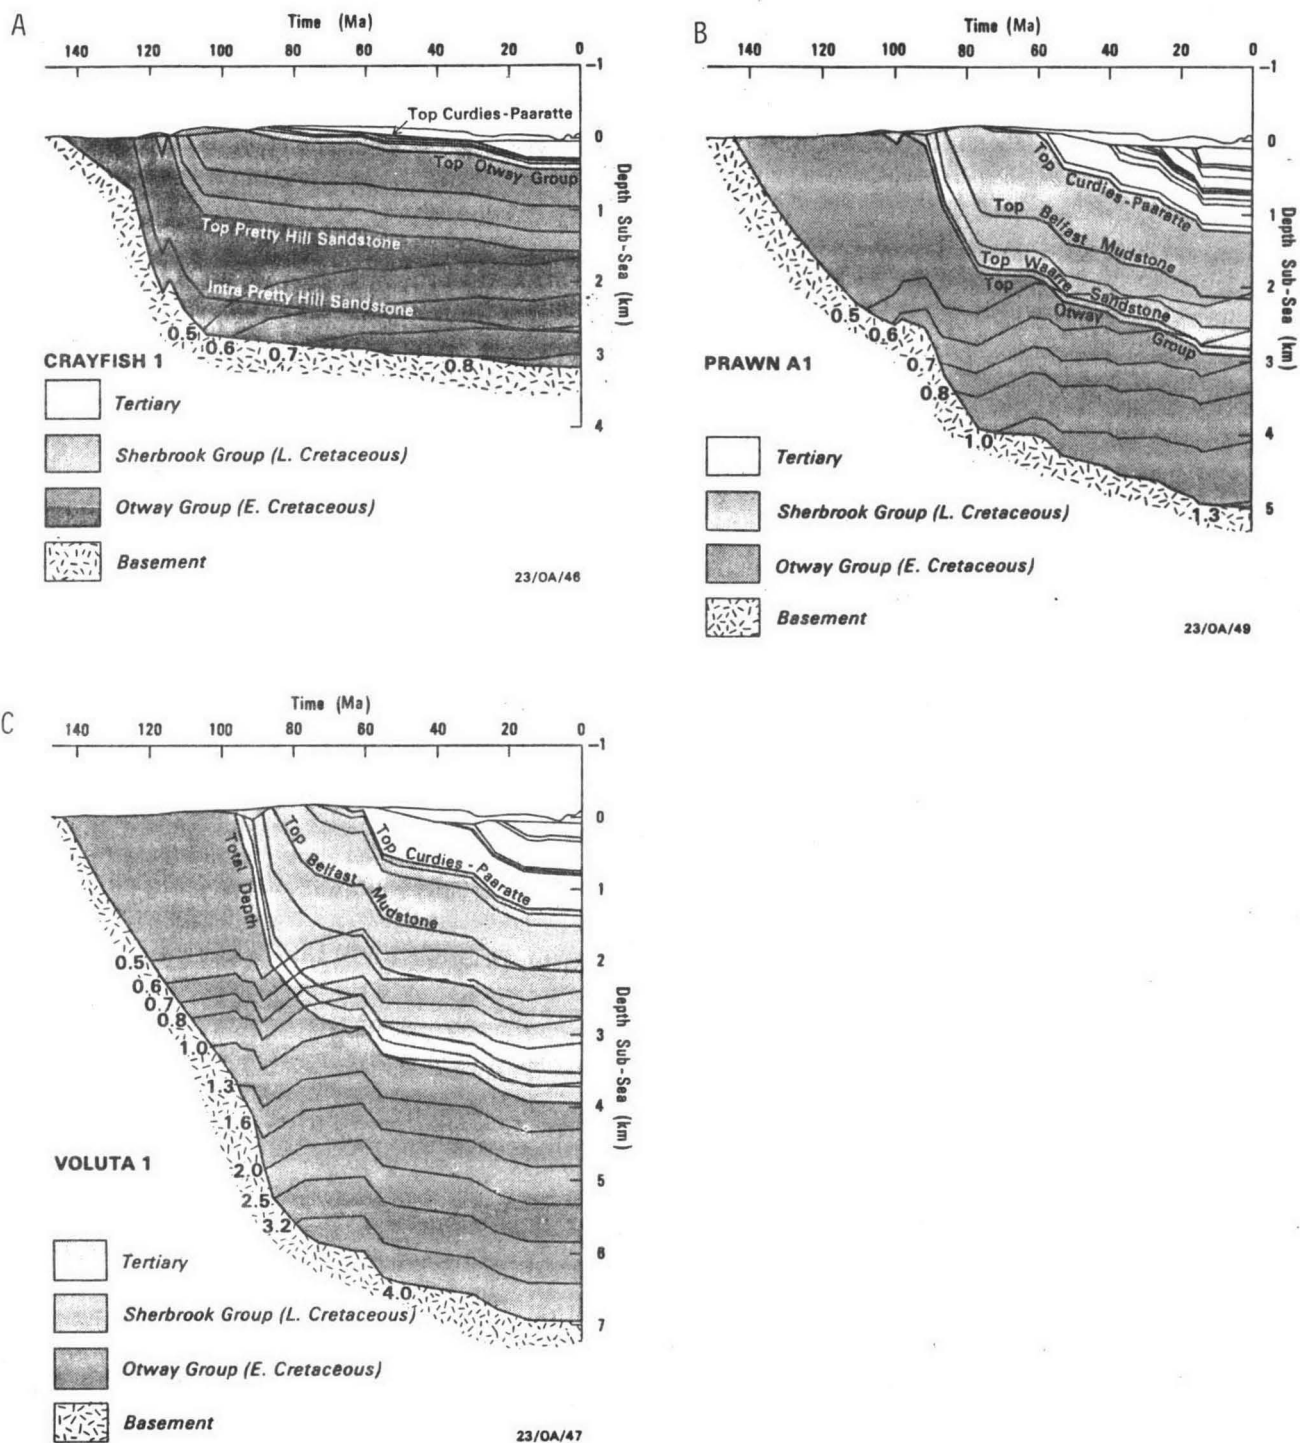 A
Time (Ma)
140 120 100 80 60 40 20 0
-1
Top Curdies-Paaratte
0
Top Otway Group
1
Top Pretty Hill Sandstone
2
Intra Pretty Hill Sandstone
0.5 0.6 0.7 0.8
3
4
Depth Sub-Sea (km)
CRAYFISH 1
Tertiary
Sherbrook Group (L. Cretaceous)
Otway Group (E. Cretaceous)
Basement
23/OA/46
B
Time (Ma)
140 120 100 80 60 40 20 0
-1
0
Top Curdies-Paaratte
1
Top Belfast Mudstone
Top Waarre Sandstone
2
Top Otway Group
0.5
0.6
3
0.7
0.8
4
1.0
5
1.3
Depth Sub-Sea (km)
PRAWN A1
Tertiary
Sherbrook Group (L. Cretaceous)
Otway Group (E. Cretaceous)
Basement
23/OA/49
C
Time (Ma)
140 120 100 80 60 40 20 0
-1
0
Total Depth
Top Belfast Mudstone
Top Curdies-Paaratte
1
2
0.5
0.6
0.7
0.8
3
1.0
1.3
4
1.6
2.0
5
2.5
3.2
6
4.0
7
Depth Sub-Sea (km)
VOLUTA 1
Tertiary
Sherbrook Group (L. Cretaceous)
Otway Group (E. Cretaceous)
Basement
23/OA/47